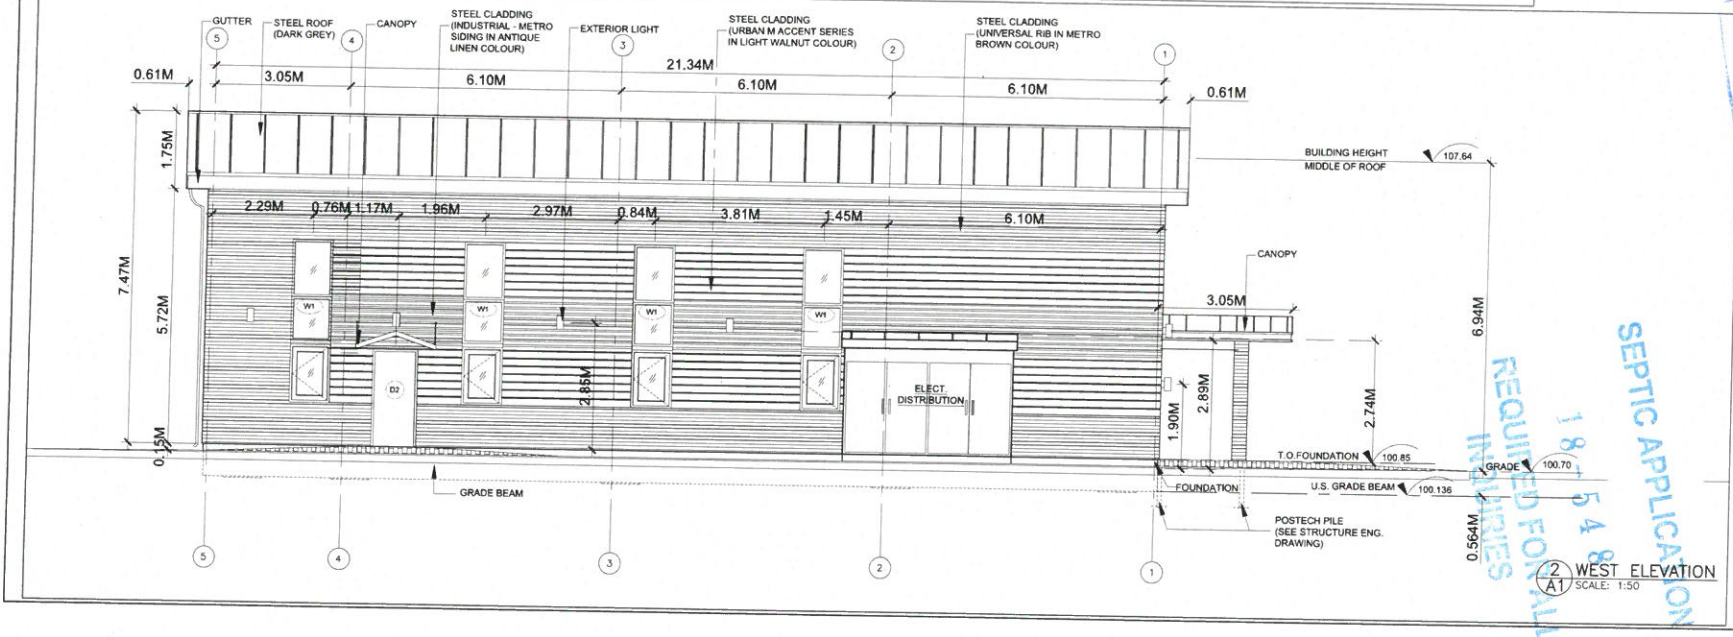 GUTTER
STEEL ROOF
(DARK GREY)
CANOPY
STEEL CLADDING
(INDUSTRIAL - METRO
SIDING IN ANTIQUE
LINEN COLOUR)
EXTERIOR LIGHT
STEEL CLADDING
(URBAN M ACCENT SERIES
IN LIGHT WALNUT COLOUR)
STEEL CLADDING
(UNIVERSAL RIB IN METRO
BROWN COLOUR)
5
4
3
2
1
21.34M
0.61M
3.05M
6.10M
6.10M
6.10M
0.61M
1.75M
BUILDING HEIGHT
MIDDLE OF ROOF
107.64
2.29M
0.76M
1.17M
1.96M
2.97M
0.84M
3.81M
1.45M
6.10M
7.47M
5.72M
CANOPY
3.05M
W1
W1
W1
W1
6.94M
D2
2.85M
ELECT.
DISTRIBUTION
1.90M
2.89M
2.74M
0.15M
T.O.FOUNDATION
100.85
GRADE
100.70
GRADE BEAM
FOUNDATION
U.S. GRADE BEAM
100.136
POSTECH PILE
(SEE STRUCTURE ENG.
DRAWING)
0.564M
5
4
3
2
1
2
A1
WEST ELEVATION
SCALE: 1:50
SEPTIC APPLICATION
18-548
REQUIRED FOR ALL
INQUIRIES